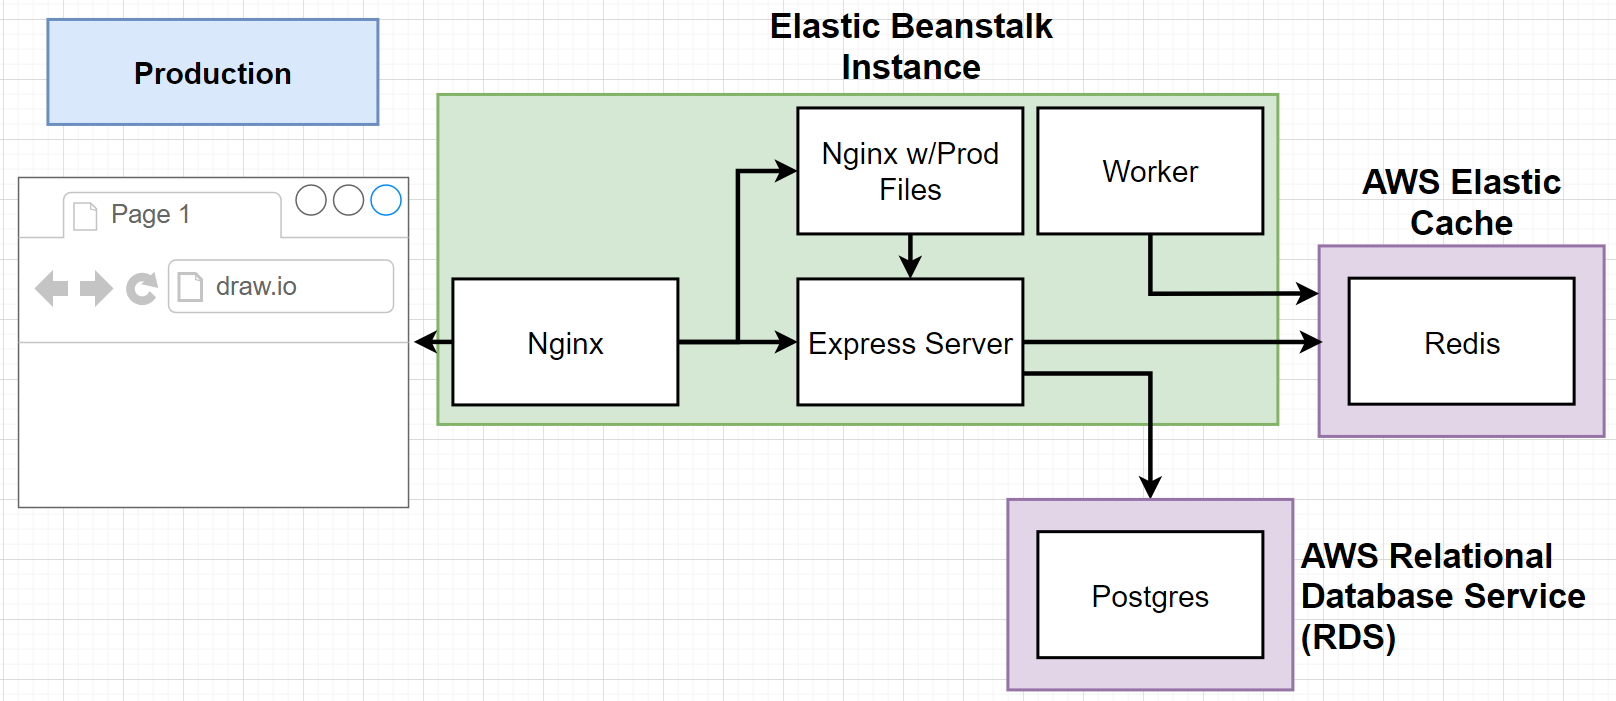 Production
Elastic Beanstalk
Instance
Page 1
draw.io
Nginx
Nginx w/Prod
Files
Worker
Express Server
AWS Elastic
Cache
Redis
Postgres
AWS Relational
Database Service
(RDS)